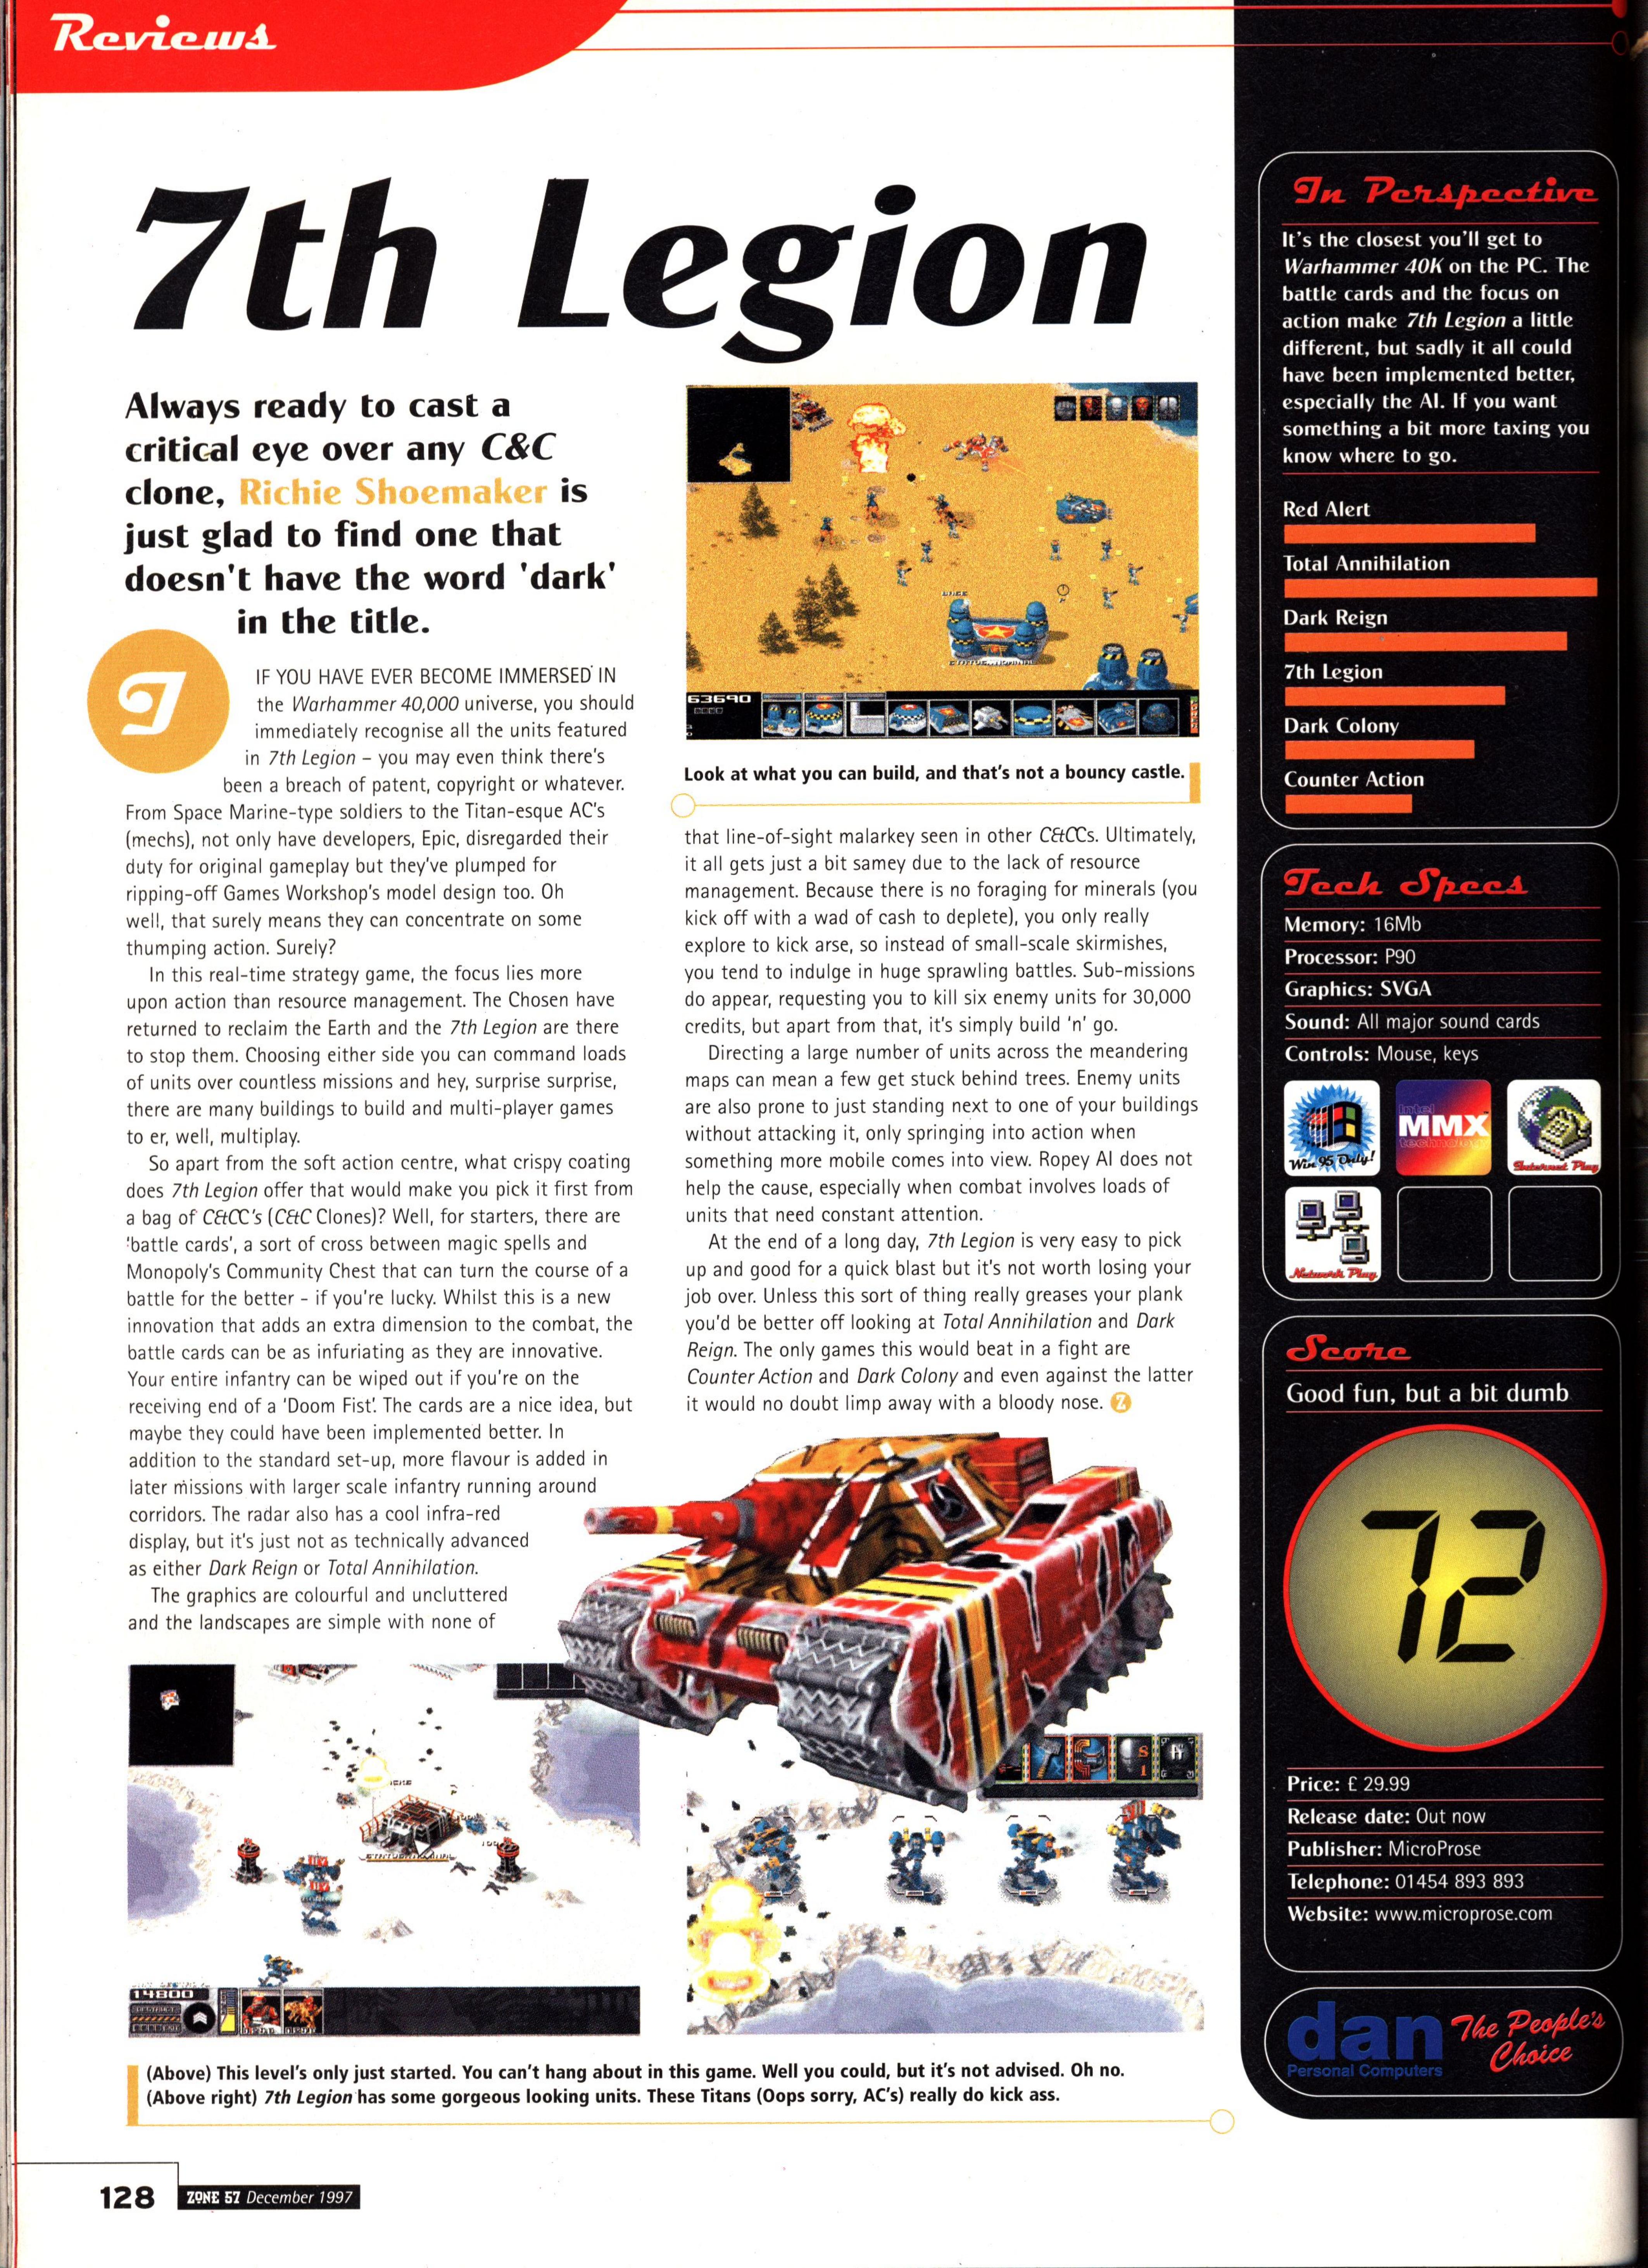 Reviews
7th Legion
Always ready to cast a
critical eye over any C&C
clone, Richie Shoemaker is
just glad to find one that
doesn't have the word 'dark'
in the title.
IF YOU HAVE EVER BECOME IMMERSED IN
the Warhammer 40,000 universe, you should
immediately recognise all the units featured
in 7th Legion – you may even think there's
been a breach of patent, copyright or whatever.
From Space Marine-type soldiers to the Titan-esque AC's
(mechs), not only have developers, Epic, disregarded their
duty for original gameplay but they've plumped for
ripping-off Games Workshop's model design too. Oh
well, that surely means they can concentrate on some
thumping action. Surely?
In this real-time strategy game, the focus lies more
upon action than resource management. The Chosen have
returned to reclaim the Earth and the 7th Legion are there
to stop them. Choosing either side you can command loads
of units over countless missions and hey, surprise surprise,
there are many buildings to build and multi-player games
to er, well, multiplay.
So apart from the soft action centre, what crispy coating
does 7th Legion offer that would make you pick it first from
a bag of C&CC's (C&C Clones)? Well, for starters, there are
'battle cards', a sort of cross between magic spells and
Monopoly's Community Chest that can turn the course of a
battle for the better – if you're lucky. Whilst this is a new
innovation that adds an extra dimension to the combat, the
battle cards can be as infuriating as they are innovative.
Your entire infantry can be wiped out if you're on the
receiving end of a 'Doom Fist'. The cards are a nice idea, but
maybe they could have been implemented better. In
addition to the standard set-up, more flavour is added in
later missions with larger scale infantry running around
corridors. The radar also has a cool infra-red
display, but it's just not as technically advanced
as either Dark Reign or Total Annihilation.
The graphics are colourful and uncluttered
and the landscapes are simple with none of
63690
Look at what you can build, and that's not a bouncy castle.
that line-of-sight malarkey seen in other C&CCs. Ultimately,
it all gets just a bit samey due to the lack of resource
management. Because there is no foraging for minerals (you
kick off with a wad of cash to deplete), you only really
explore to kick arse, so instead of small-scale skirmishes,
you tend to indulge in huge sprawling battles. Sub-missions
do appear, requesting you to kill six enemy units for 30,000
credits, but apart from that, it's simply build 'n' go.
Directing a large number of units across the meandering
maps can mean a few get stuck behind trees. Enemy units
are also prone to just standing next to one of your buildings
without attacking it, only springing into action when
something more mobile comes into view. Ropey AI does not
help the cause, especially when combat involves loads of
units that need constant attention.
At the end of a long day, 7th Legion is very easy to pick
up and good for a quick blast but it's not worth losing your
job over. Unless this sort of thing really greases your plank
you'd be better off looking at Total Annihilation and Dark
Reign. The only games this would beat in a fight are
Counter Action and Dark Colony and even against the latter
it would no doubt limp away with a bloody nose. Z
14800
(Above) This level's only just started. You can't hang about in this game. Well you could, but it's not advised. Oh no.
(Above right) 7th Legion has some gorgeous looking units. These Titans (Oops sorry, AC's) really do kick ass.
128
ZONE 57 December 1997
In Perspective
It's the closest you'll get to
Warhammer 40K on the PC. The
battle cards and the focus on
action make 7th Legion a little
different, but sadly it all could
have been implemented better,
especially the AI. If you want
something a bit more taxing you
know where to go.
Red Alert
Total Annihilation
Dark Reign
7th Legion
Dark Colony
Counter Action
Tech Specs
Memory: 16Mb
Processor: P90
Graphics: SVGA
Sound: All major sound cards
Controls: Mouse, keys
Win 95 Only!
Intel
MMX
technology
Internet Play
Network Play
Score
Good fun, but a bit dumb
72
Price: £ 29.99
Release date: Out now
Publisher: MicroProse
Telephone: 01454 893 893
Website: www.microprose.com
dan
Personal Computers
The People's
Choice